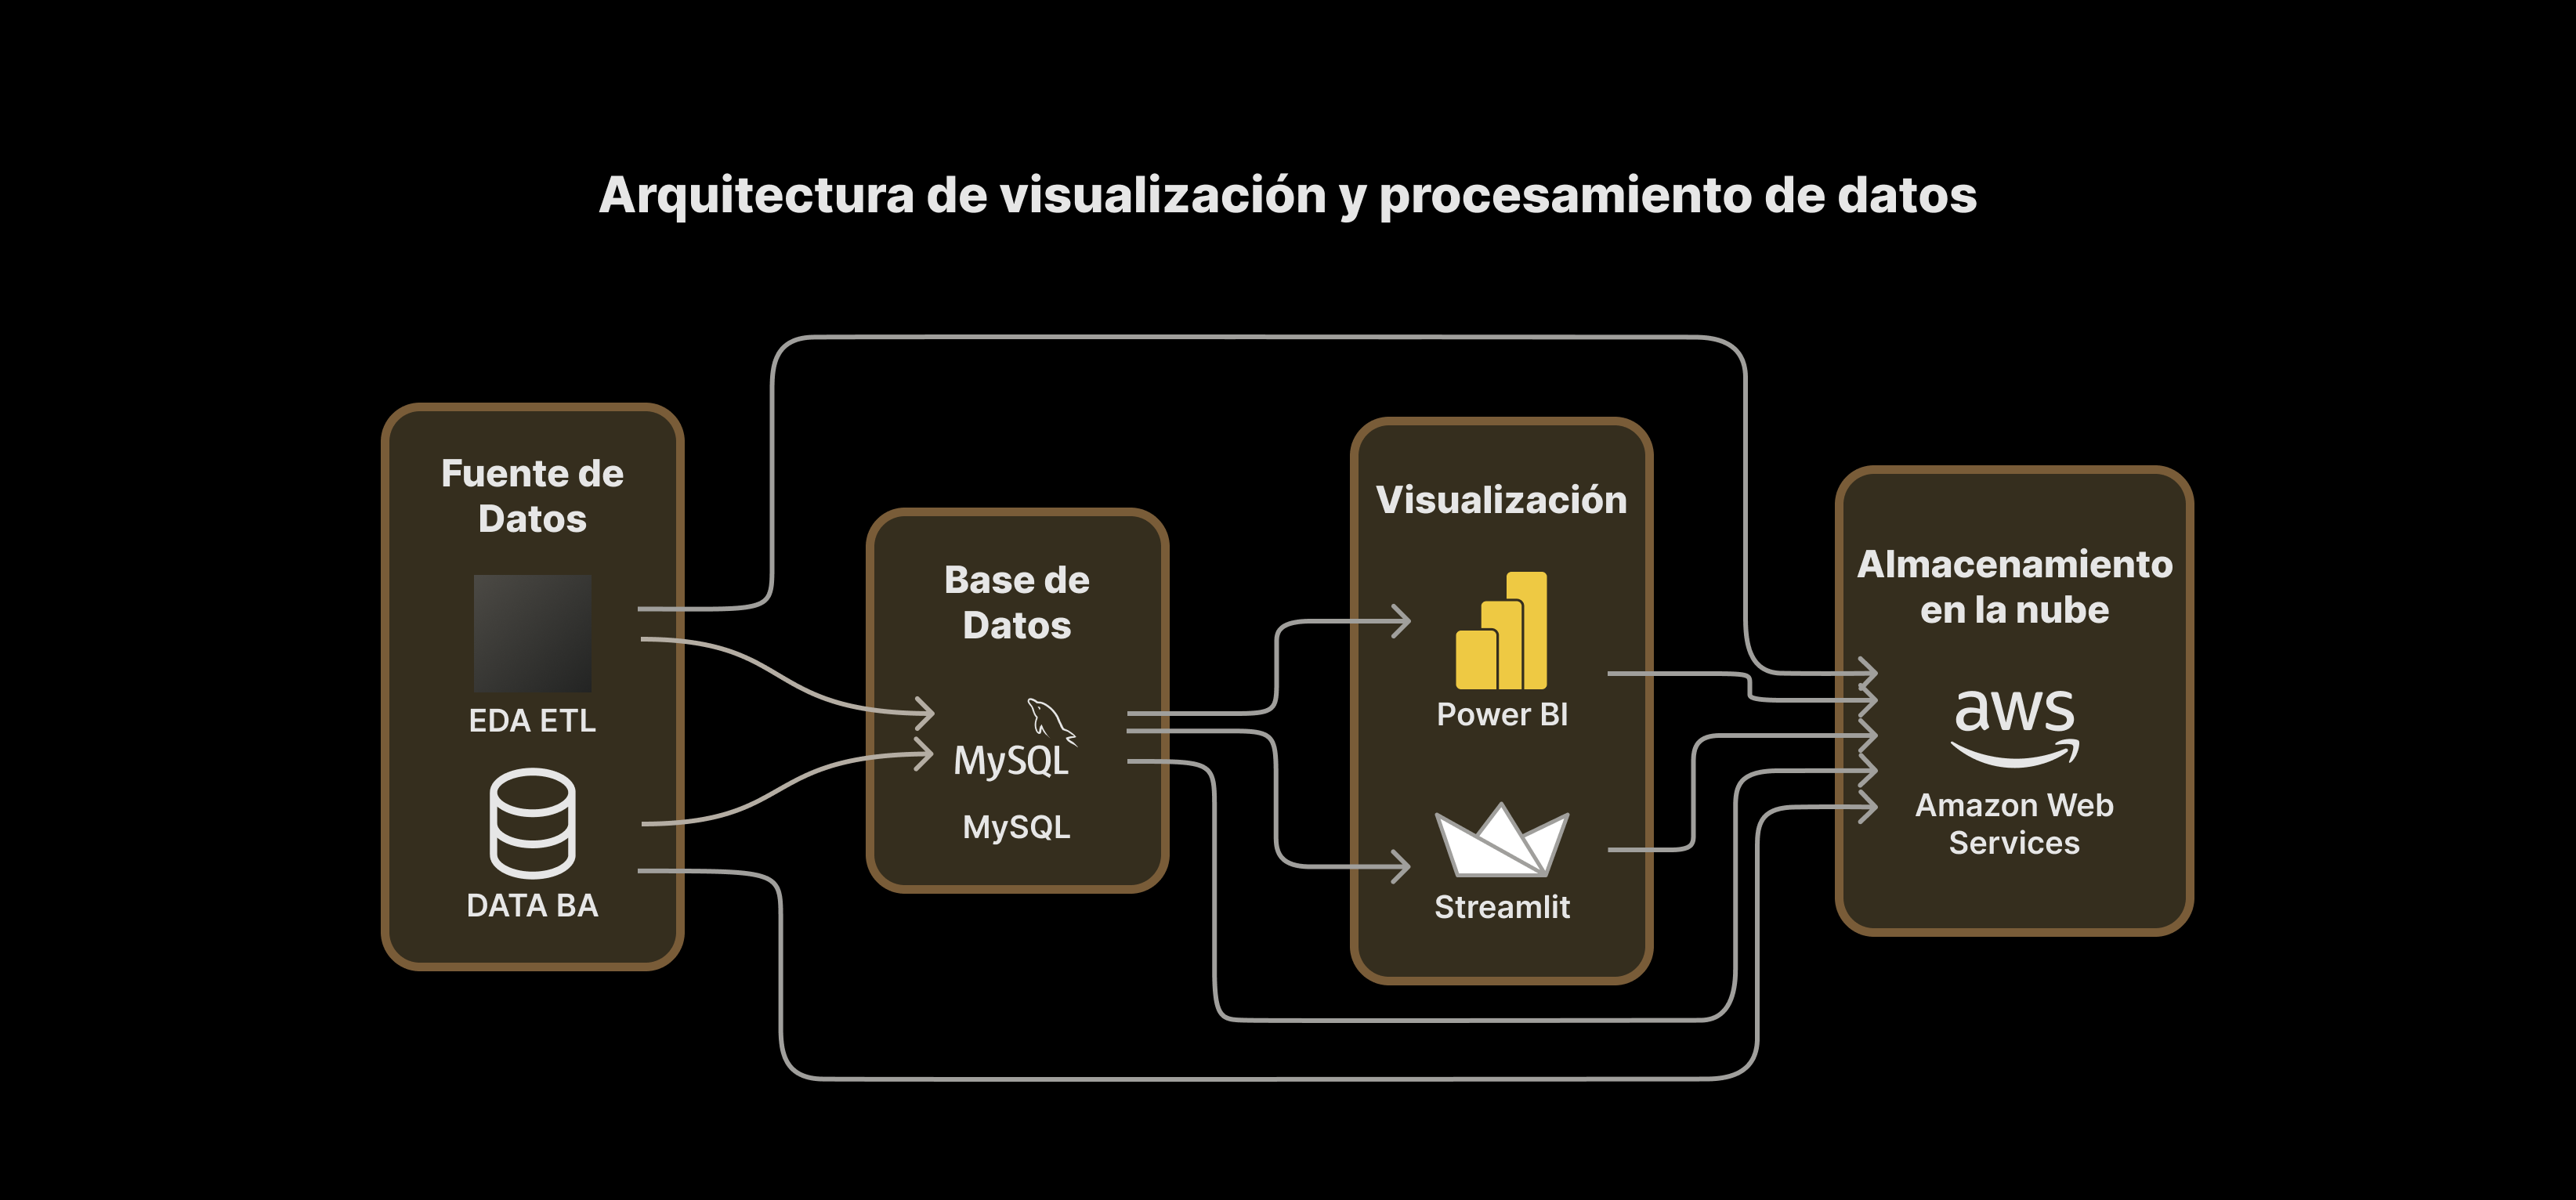 Arquitectura de visualización y procesamiento de datos
Fuente de
Datos
EDA ETL
DATA BA
Base de
Datos
MySQL
MySQL
Visualización
Power BI
Streamlit
Almacenamiento
en la nube
aws
Amazon Web
Services